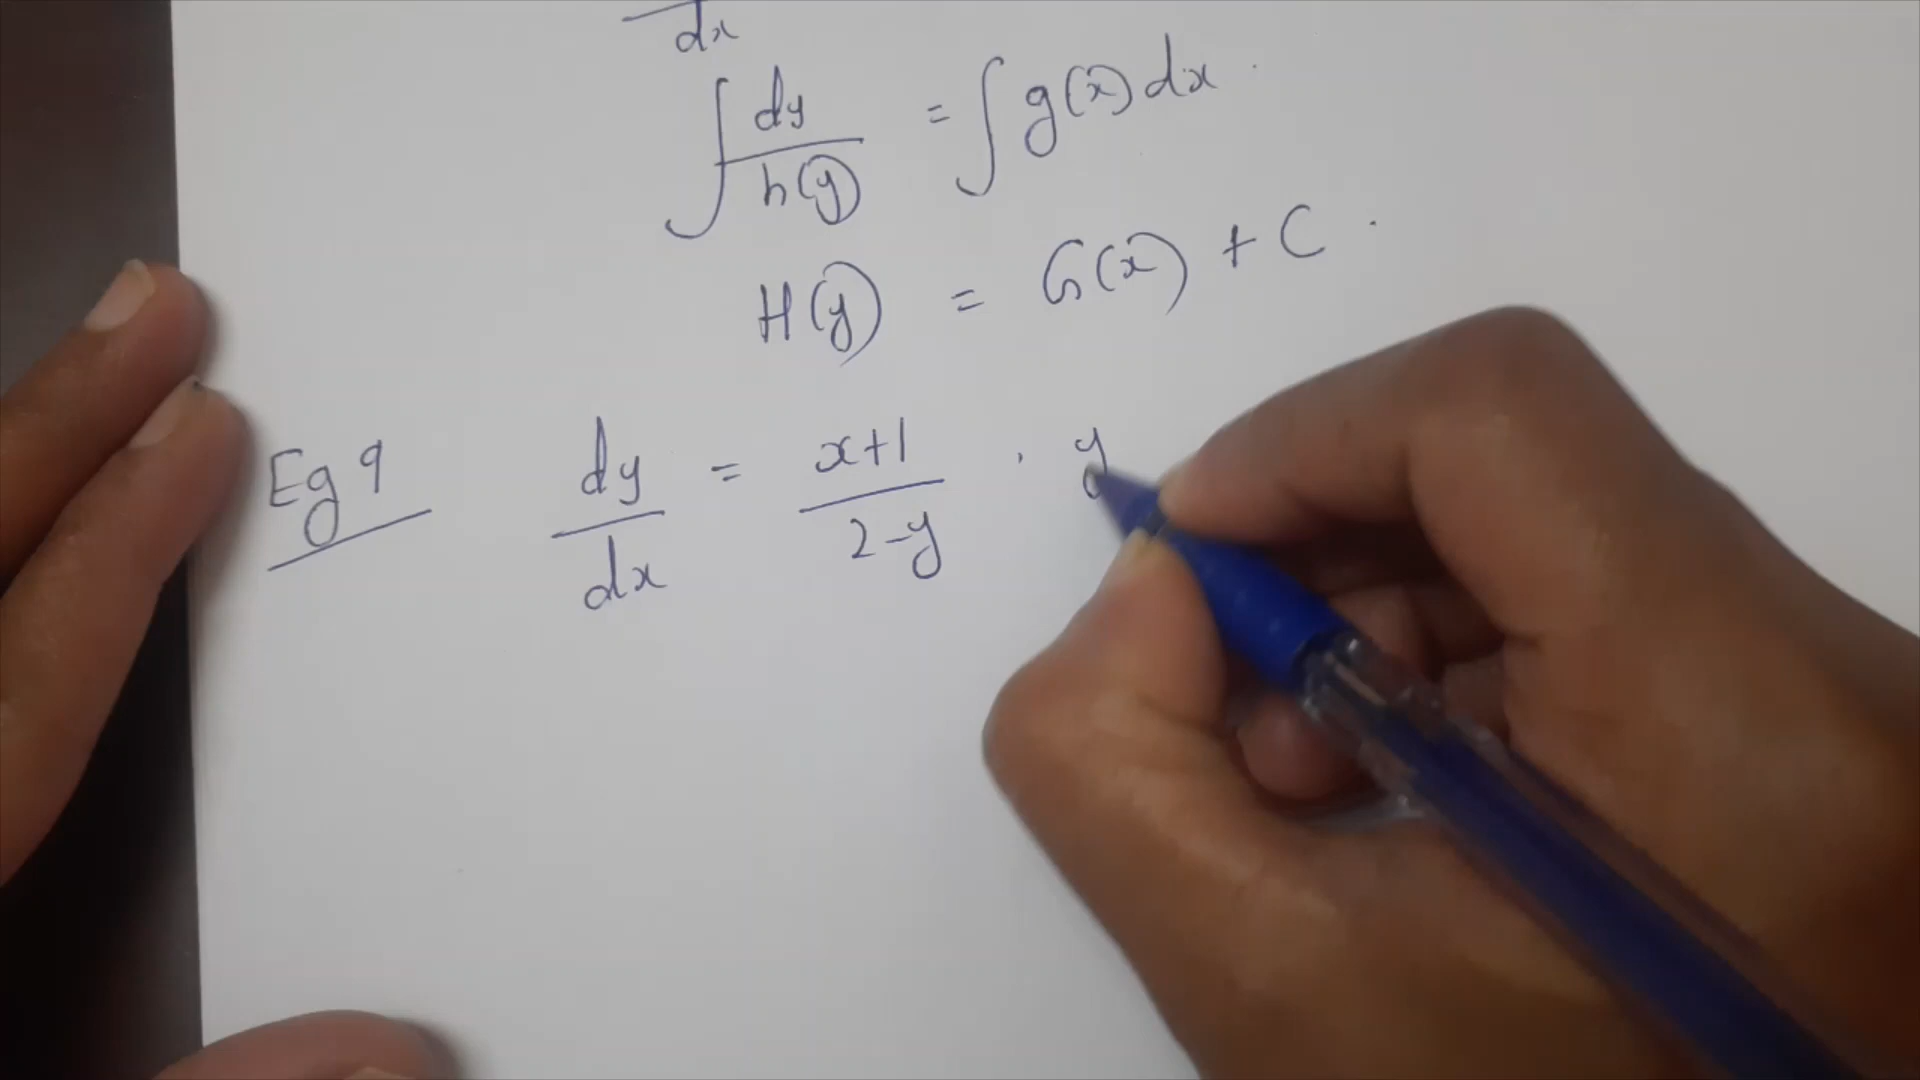 dx
∫ dy / h(y) = ∫ g(x) dx .
H(y) = G(x) + C .
Eg 9 dy / dx = x+1 / 2-y , y